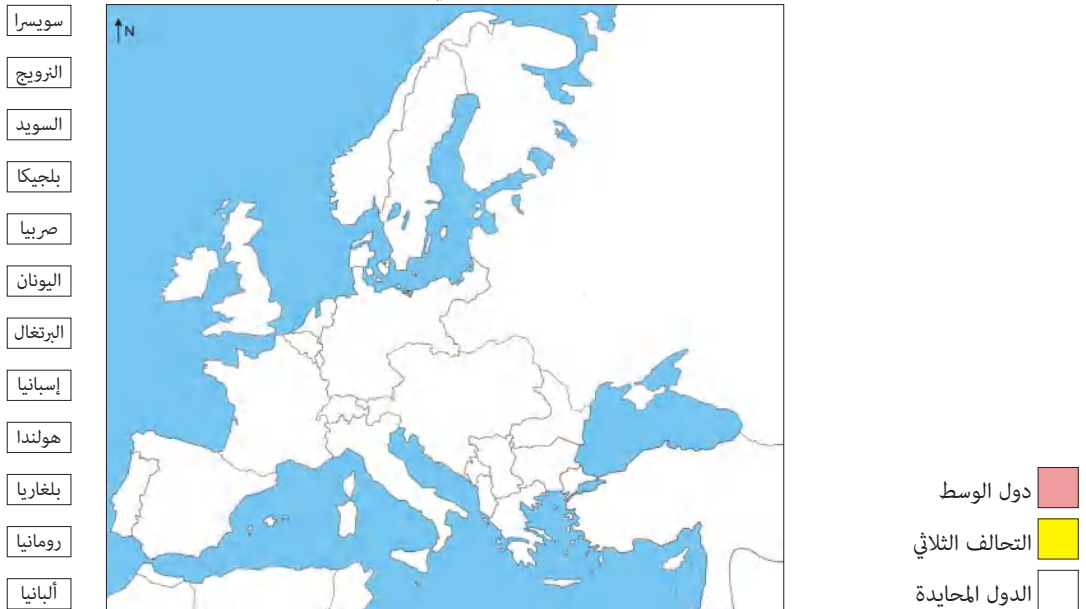 سويسرا
النرويج
السويد
بلجيكا
صربيا
اليونان
البرتغال
إسبانيا
هولندا
بلغاريا
رومانيا
ألبانيا
N
دول الوسط
التحالف الثلاثي
الدول المحايدة